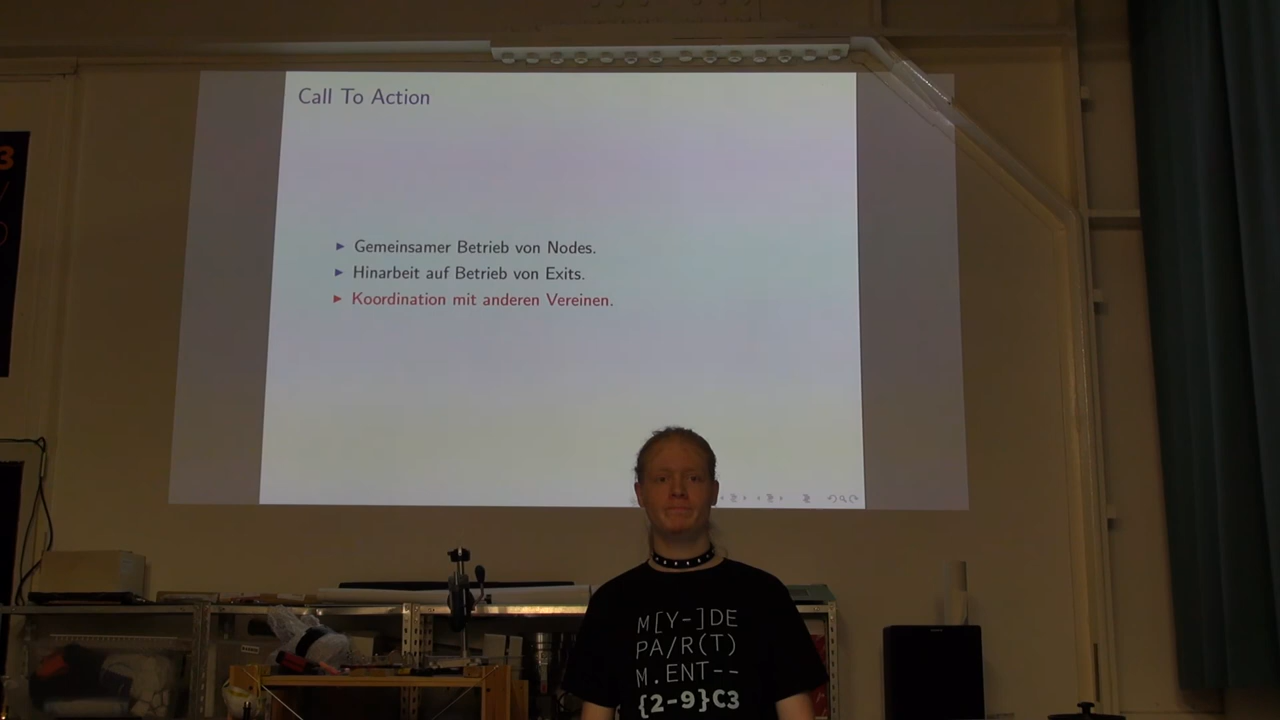 Call To Action
▶ Gemeinsamer Betrieb von Nodes.
▶ Hinarbeit auf Betrieb von Exits.
▶ Koordination mit anderen Vereinen.
3
M[Y-]DE
PA/R(T)
M.ENT--
{2-9}C3